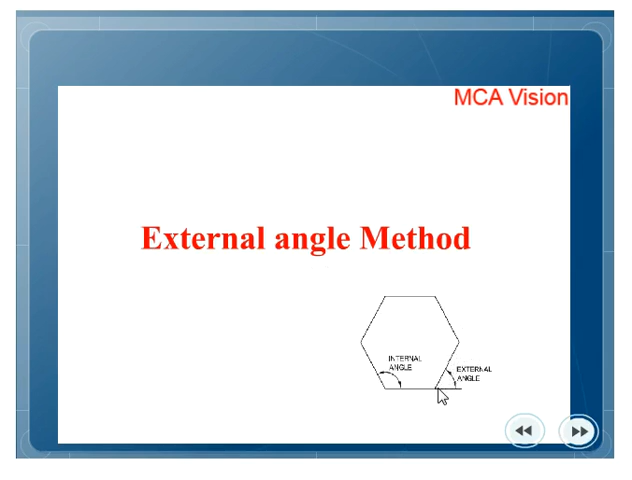 MCA Vision
External angle Method
INTERNAL
ANGLE
EXTERNAL
ANGLE